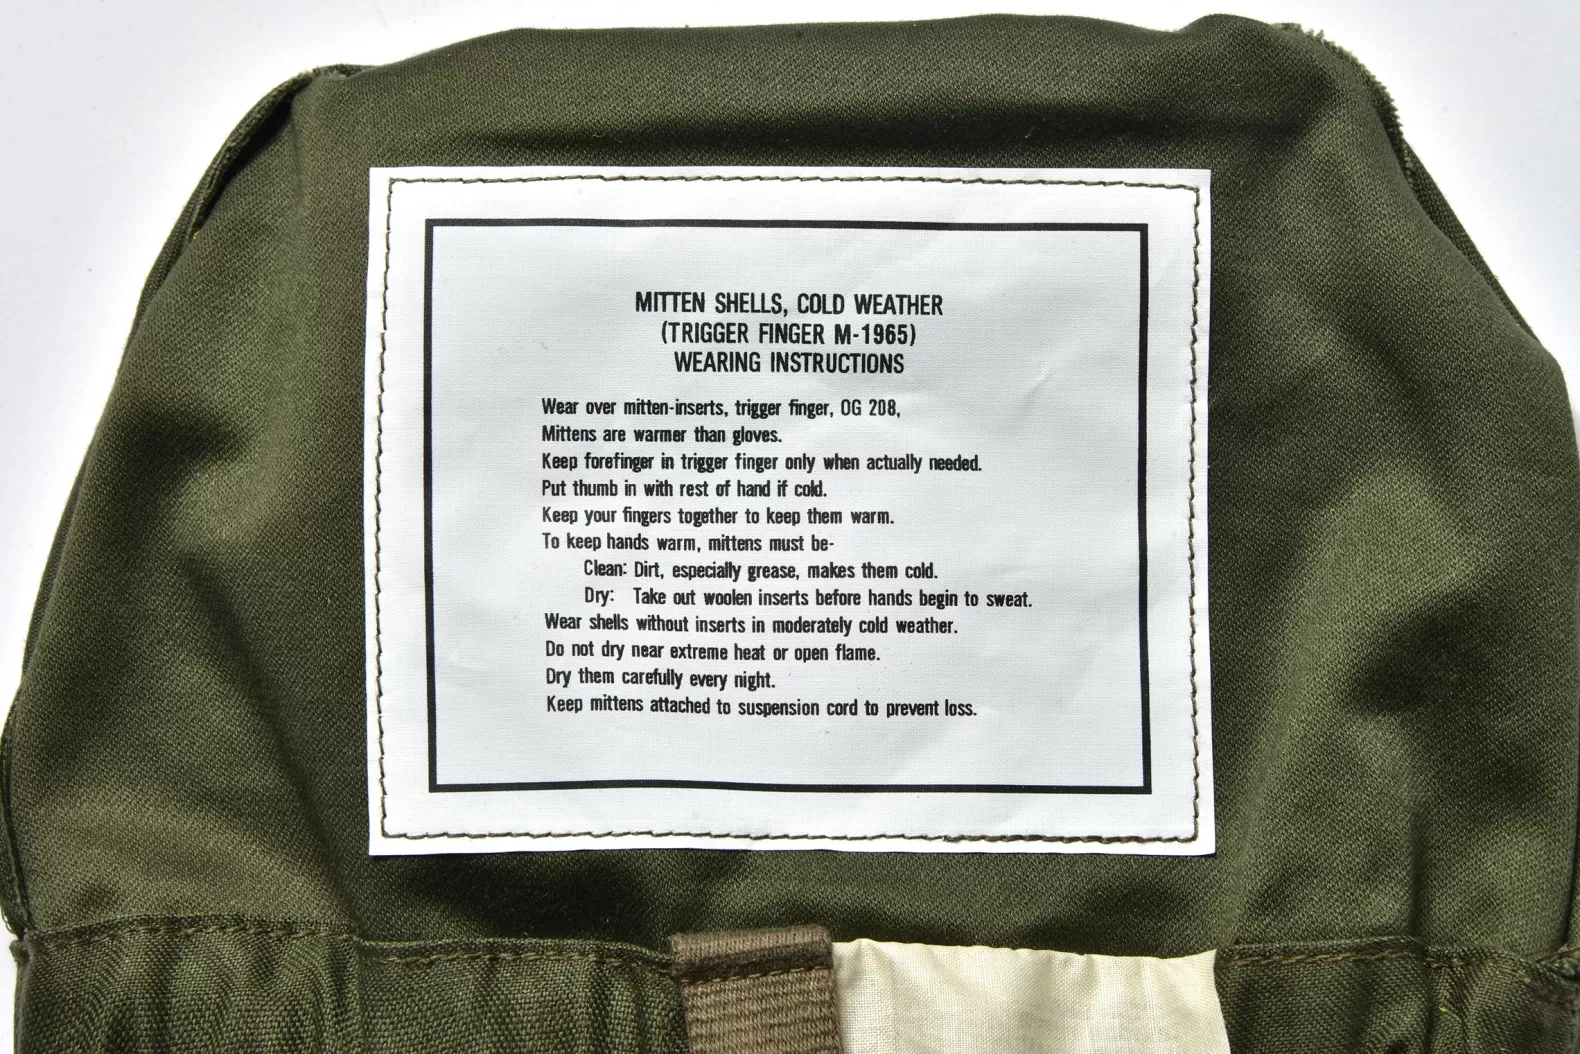 MITTEN SHELLS, COLD WEATHER
(TRIGGER FINGER M-1965)
WEARING INSTRUCTIONS
Wear over mitten-inserts, trigger finger, OG 208,
Mittens are warmer than gloves.
Keep forefinger in trigger finger only when actually needed.
Put thumb in with rest of hand if cold.
Keep your fingers together to keep them warm.
To keep hands warm, mittens must be-
Clean: Dirt, especially grease, makes them cold.
Dry: Take out woolen inserts before hands begin to sweat.
Wear shells without inserts in moderately cold weather.
Do not dry near extreme heat or open flame.
Dry them carefully every night.
Keep mittens attached to suspension cord to prevent loss.